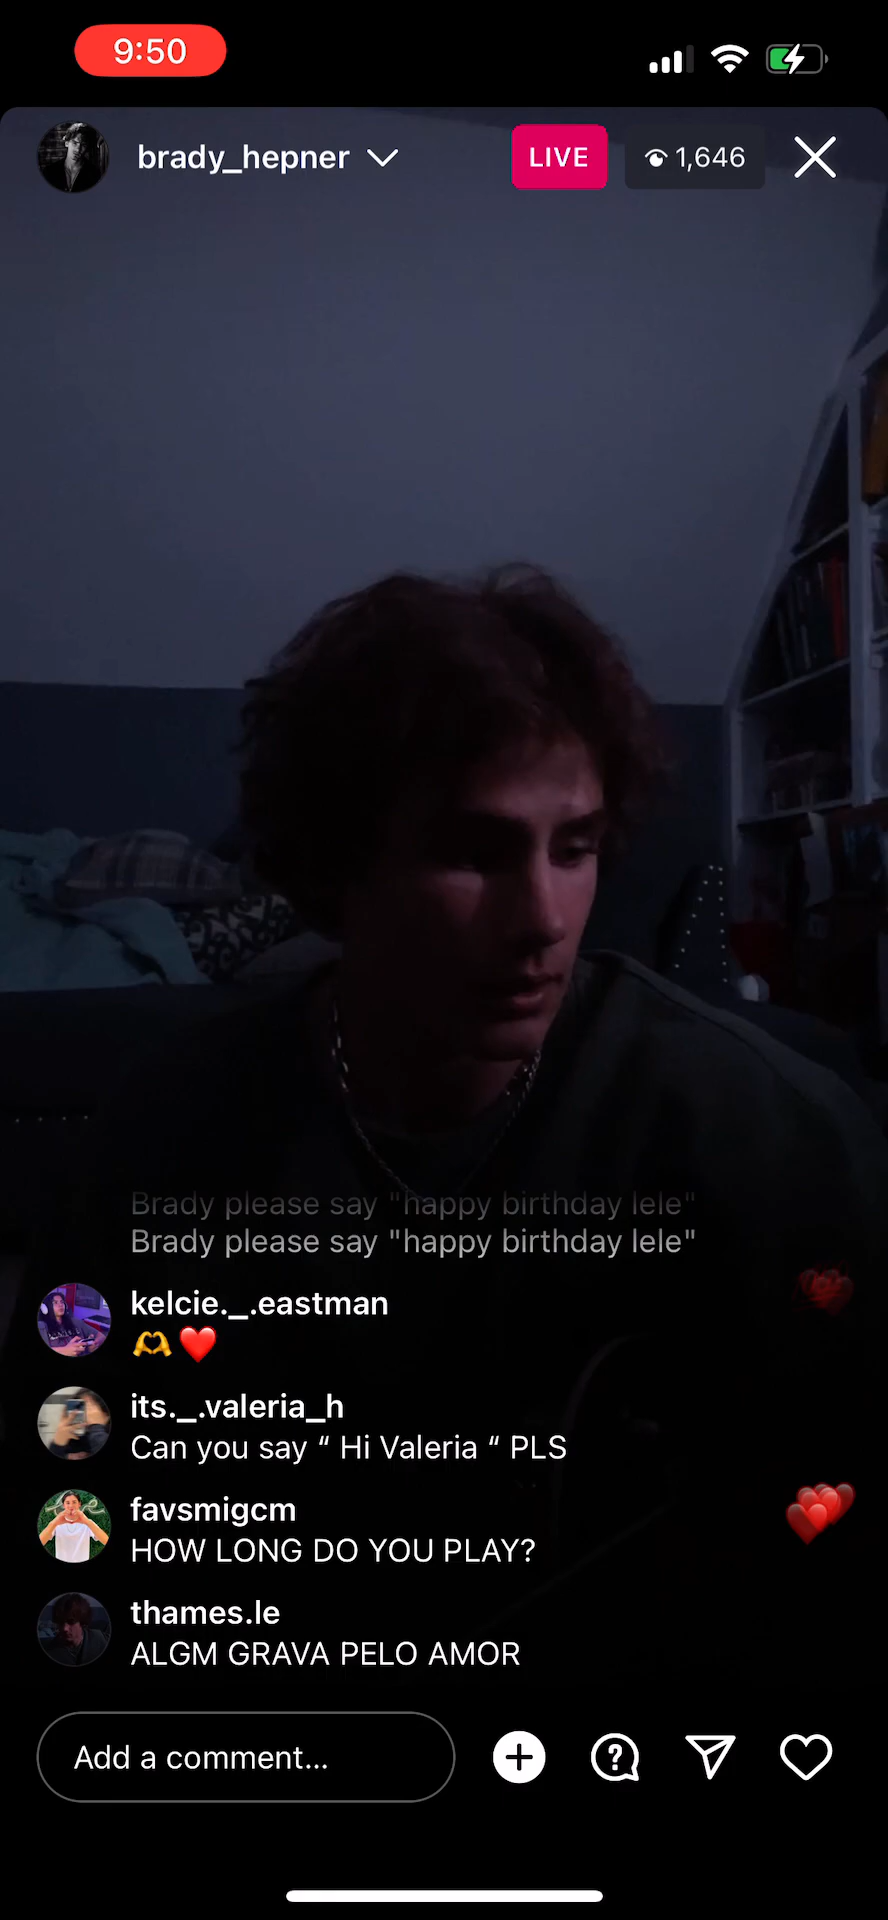 9:50
brady_hepner
LIVE
1,646
Brady please say "happy birthday lele"
Brady please say "happy birthday lele"
kelcie._.eastman
🫶❤️
its._.valeria_h
Can you say “ Hi Valeria “ PLS
favsmigcm
HOW LONG DO YOU PLAY?
thames.le
ALGM GRAVA PELO AMOR
Add a comment...